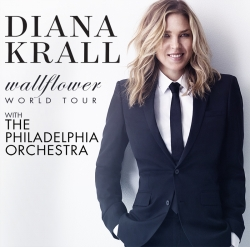 DIANA
KRALL
wallflower
WORLD TOUR
WITH
THE
PHILADELPHIA
ORCHESTRA